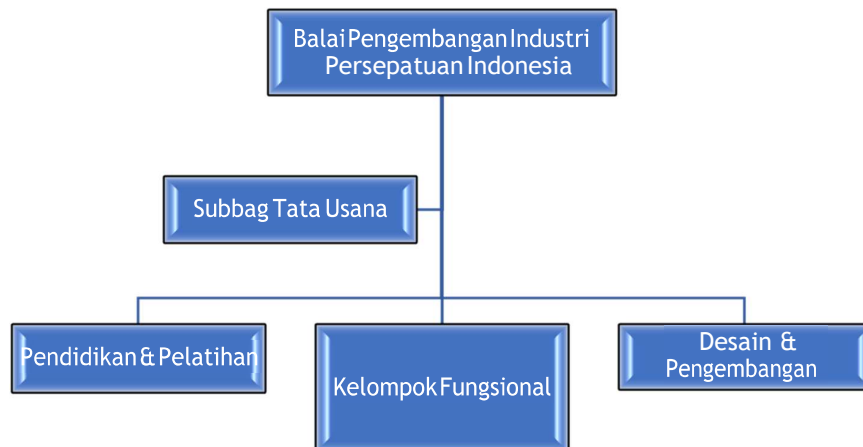 Balai Pengembangan Industri
Persepatuan Indonesia
Subbag Tata Usana
Pendidikan & Pelatihan
Kelompok Fungsional
Desain &
Pengembangan